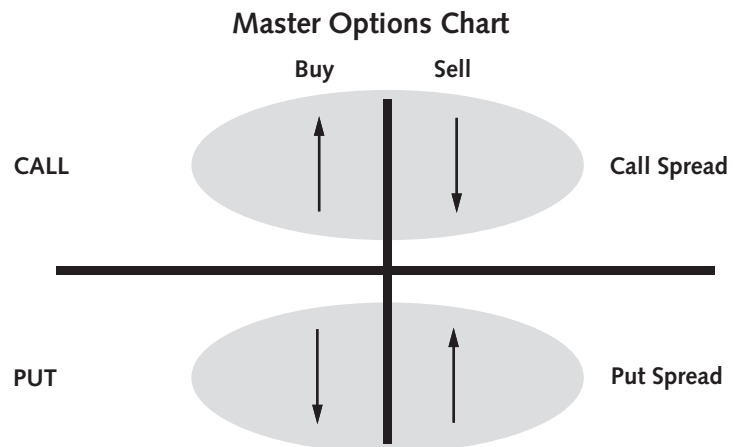 Master Options Chart
Buy Sell
CALL Call Spread
PUT Put Spread